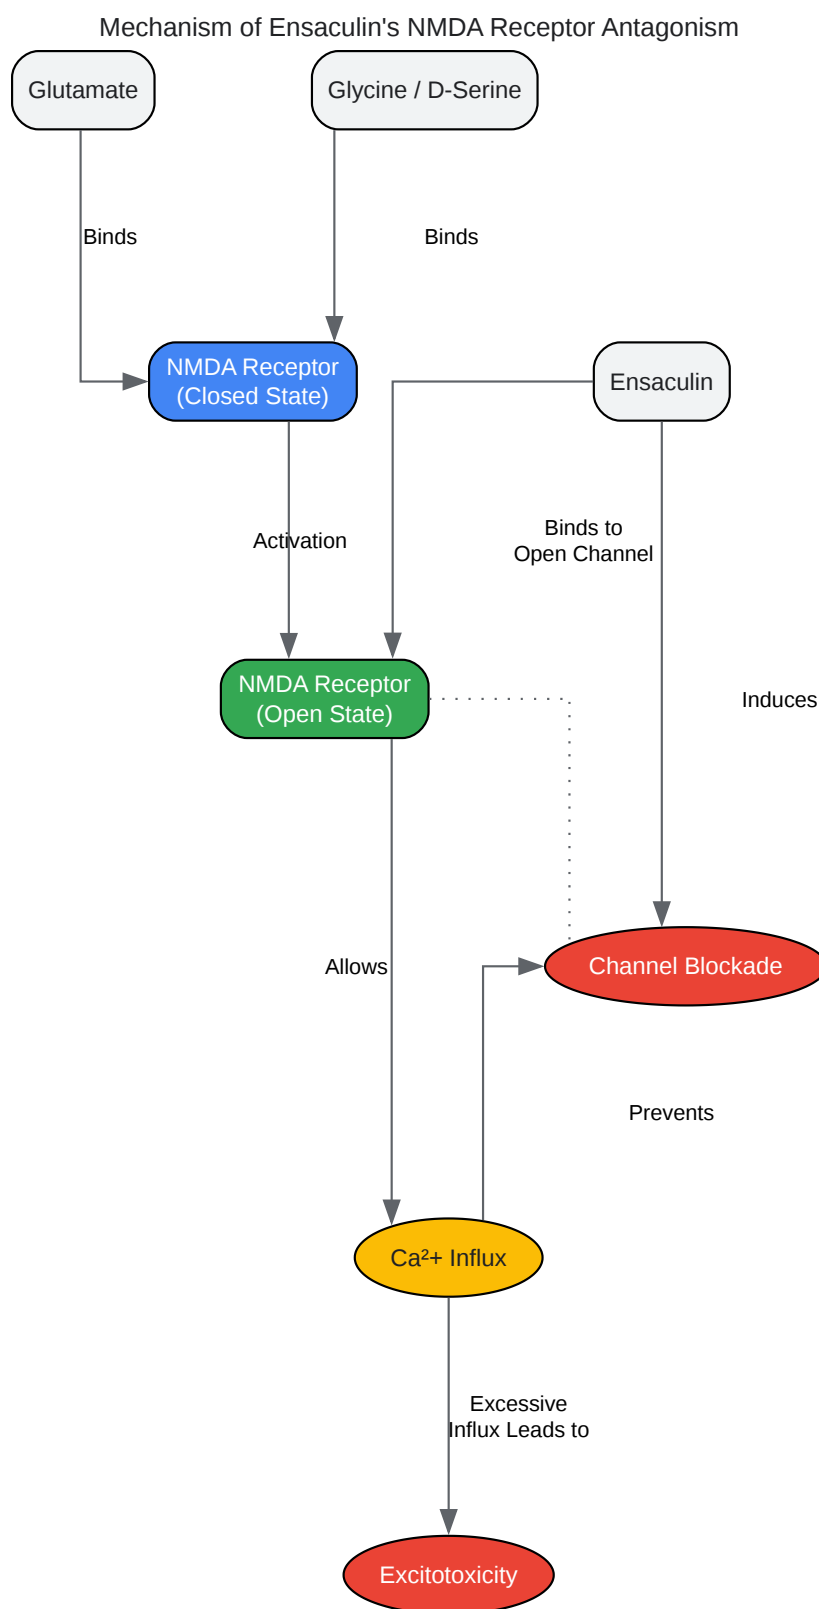 Mechanism of Ensaculin's NMDA Receptor Antagonism
Glutamate
Glycine / D-Serine
Binds
Binds
NMDA Receptor
(Closed State)
Ensaculin
Activation
Binds to
Open Channel
NMDA Receptor
(Open State)
Induces
Allows
Channel Blockade
Prevents
Ca²+ Influx
Excessive
Influx Leads to
Excitotoxicity